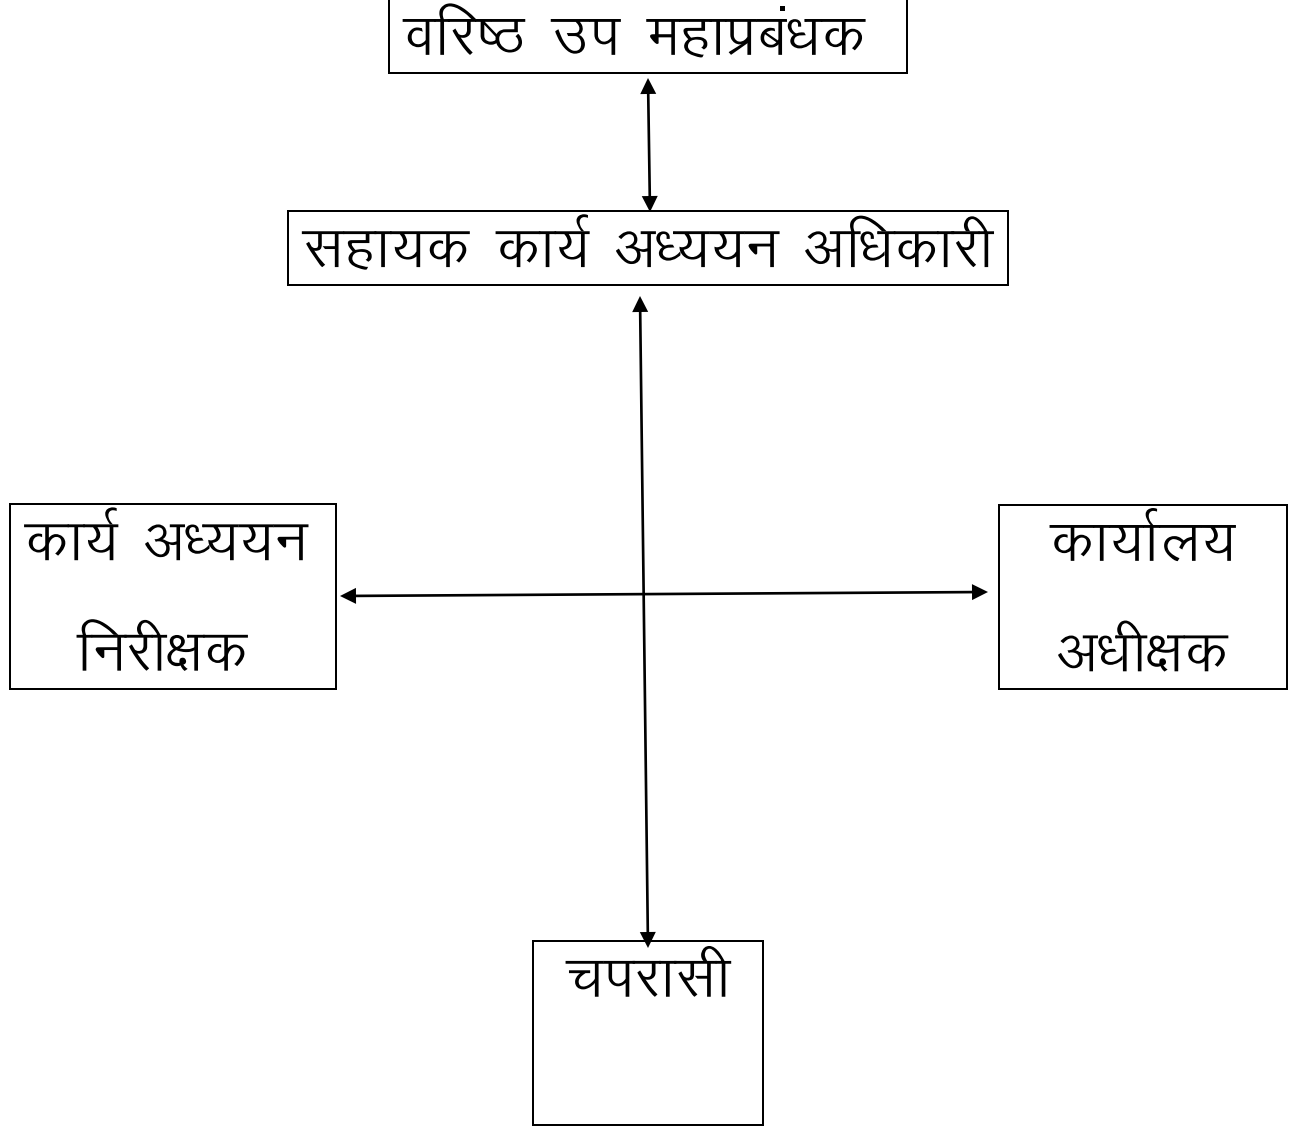 वरिष्ठ उप महाप्रबंधक
सहायक कार्य अध्ययन अधिकारी
कार्य अध्ययन
निरीक्षक
कार्यालय
अधीक्षक
चपरासी